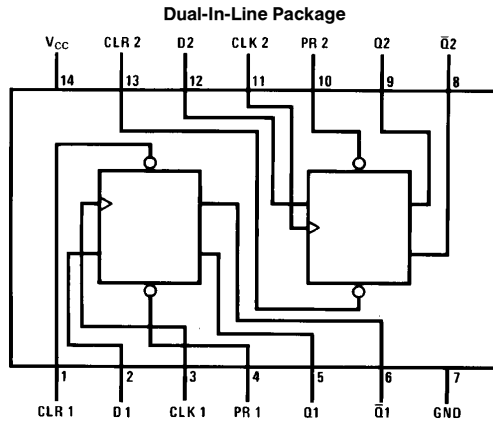 Dual-In-Line Package
VCC CLR 2 D2 CLK 2 PR 2 Q2 Q̅2
14 13 12 11 10 9 8
1 2 3 4 5 6 7
CLR 1 D1 CLK 1 PR 1 Q1 Q̅1 GND